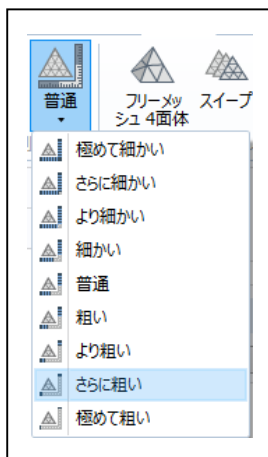 普通
フリーメッ
シュ 4面体
スイープ
極めて細かい
さらに細かい
より細かい
細かい
普通
粗い
より粗い
さらに粗い
極めて粗い